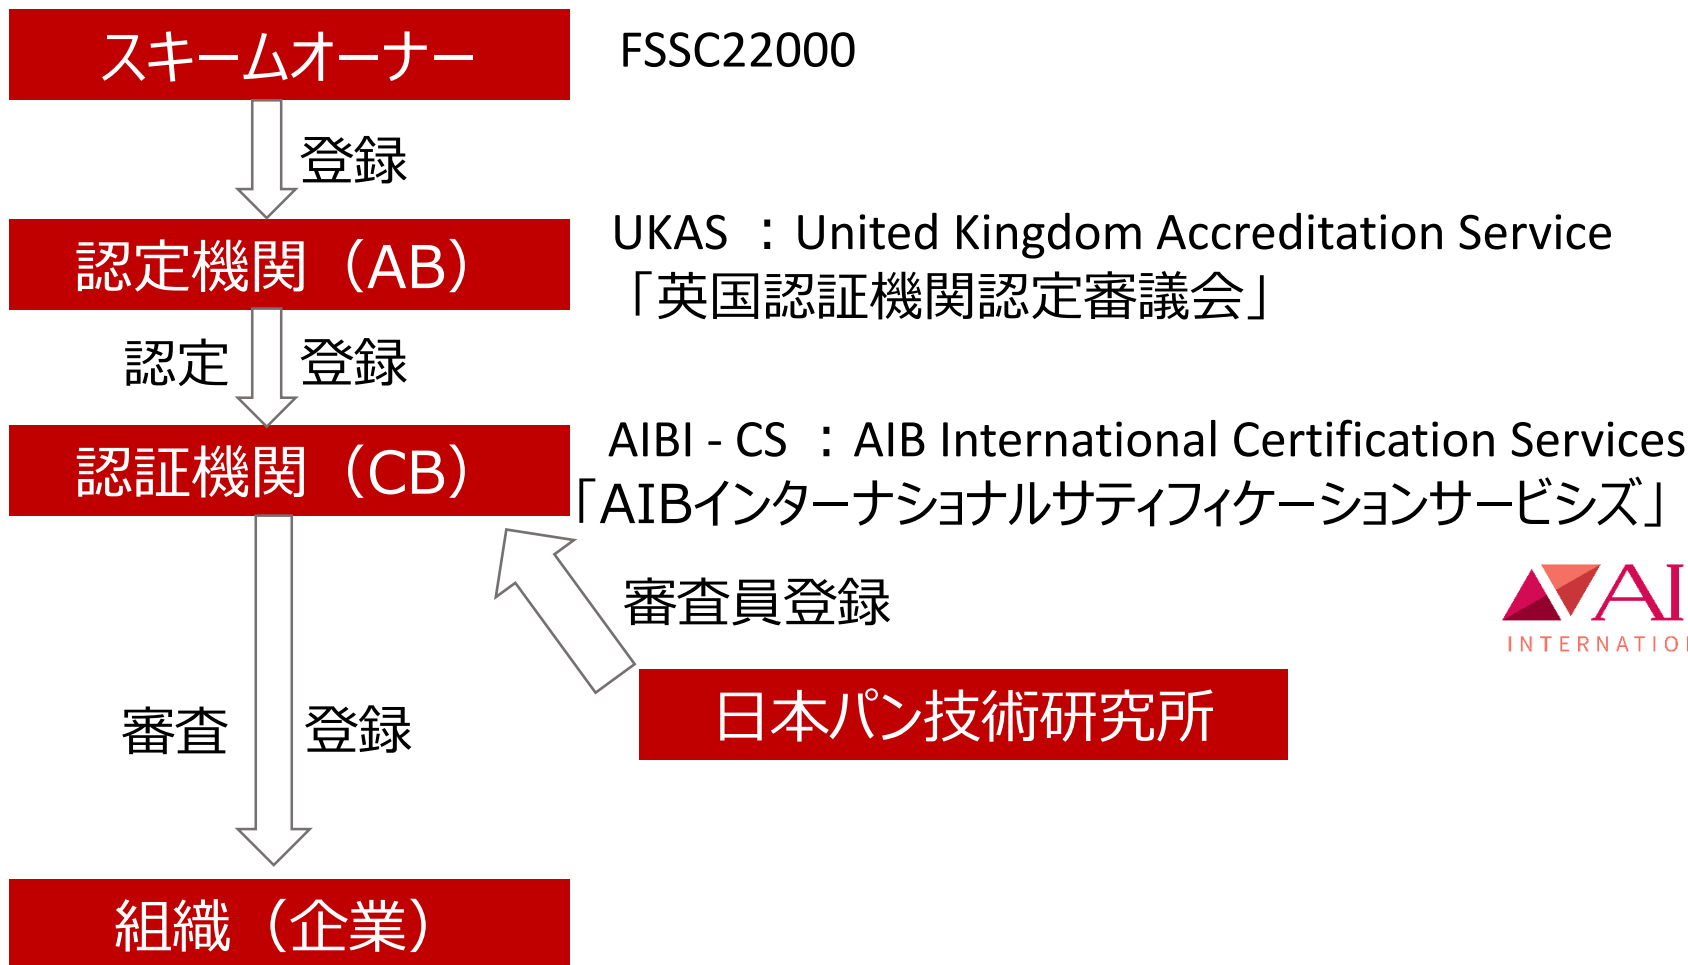 スキームオーナー
FSSC22000
登録
認定機関（AB）
UKAS ：United Kingdom Accreditation Service
「英国認証機関認定審議会」
認定
登録
認証機関（CB）
AIBI - CS ：AIB International Certification Services
「AIBインターナショナルサティフィケーションサービシズ」
審査員登録
AI
INTERNATIO
日本パン技術研究所
審査
登録
組織（企業）